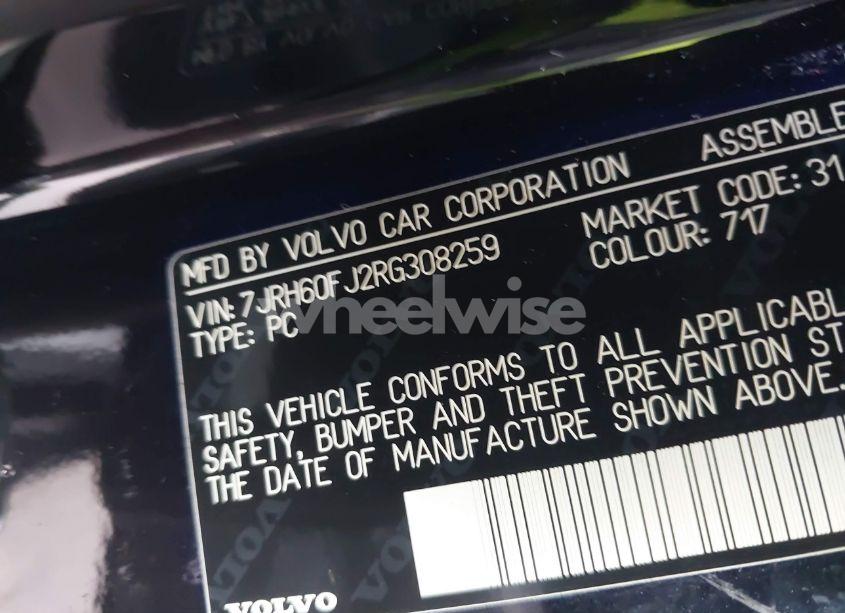 MFD BY VOLVO CAR CORPORATION ASSEMBLE
VIN: 7JRH60FJ2RG308259 MARKET CODE: 31
TYPE: PC COLOUR: 717
wheelwise
THIS VEHICLE CONFORMS TO ALL APPLICABL
SAFETY, BUMPER AND THEFT PREVENTION ST
THE DATE OF MANUFACTURE SHOWN ABOVE.
VOLVO